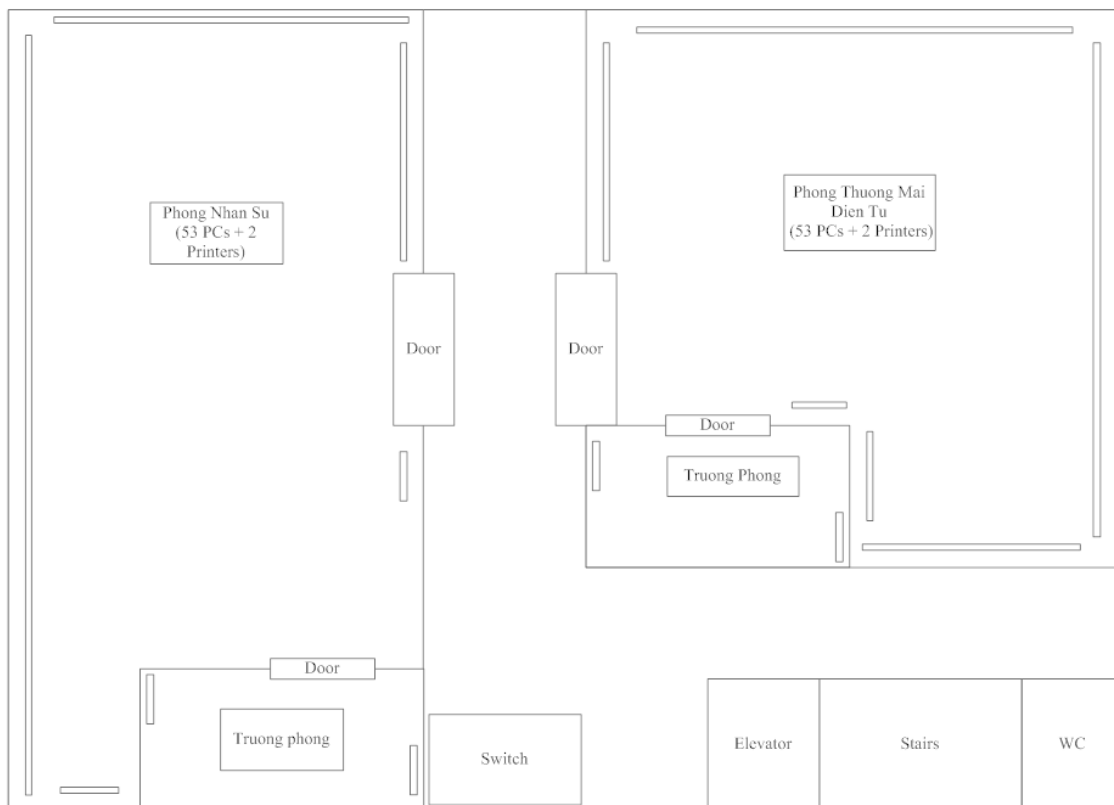 Phong Nhan Su
(53 PCs + 2
Printers)
Phong Thuong Mai
Dien Tu
(53 PCs + 2 Printers)
Door
Door
Door
Truong Phong
Door
Truong phong
Switch
Elevator
Stairs
WC